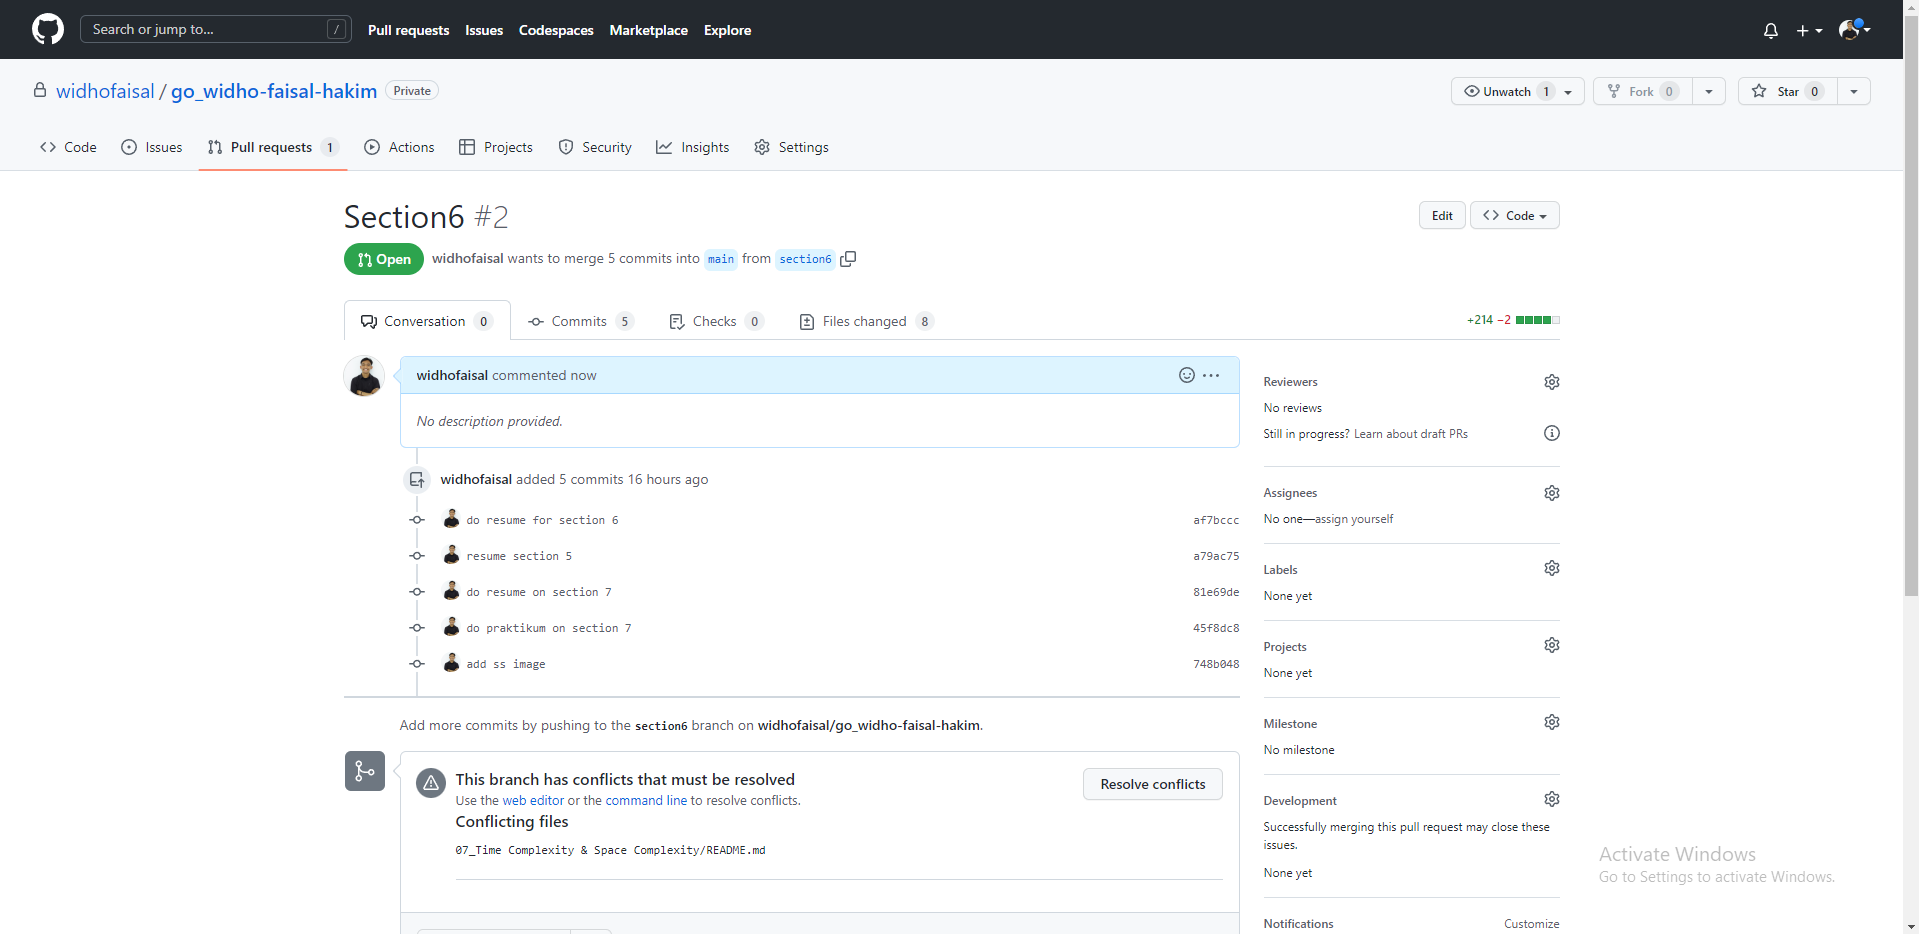 Search or jump to... /
Pull requests Issues Codespaces Marketplace Explore
widhofaisal / go_widho-faisal-hakim Private
Unwatch 1 Fork 0 Star 0
Code Issues Pull requests 1 Actions Projects Security Insights Settings
Section6 #2
Edit Code
Open widhofaisal wants to merge 5 commits into main from section6
Conversation 0 Commits 5 Checks 0 Files changed 8
+214 −2
widhofaisal commented now
No description provided.
widhofaisal added 5 commits 16 hours ago
do resume for section 6 af7bccc
resume section 5 a79ac75
do resume on section 7 81e69de
do praktikum on section 7 45f8dc8
add ss image 748b048
Add more commits by pushing to the section6 branch on widhofaisal/go_widho-faisal-hakim.
This branch has conflicts that must be resolved
Use the web editor or the command line to resolve conflicts.
Resolve conflicts
Conflicting files
07_Time Complexity & Space Complexity/README.md
Reviewers
No reviews
Still in progress? Learn about draft PRs
Assignees
No one—assign yourself
Labels
None yet
Projects
None yet
Milestone
No milestone
Development
Successfully merging this pull request may close these
issues.
None yet
Notifications Customize
Activate Windows
Go to Settings to activate Windows.